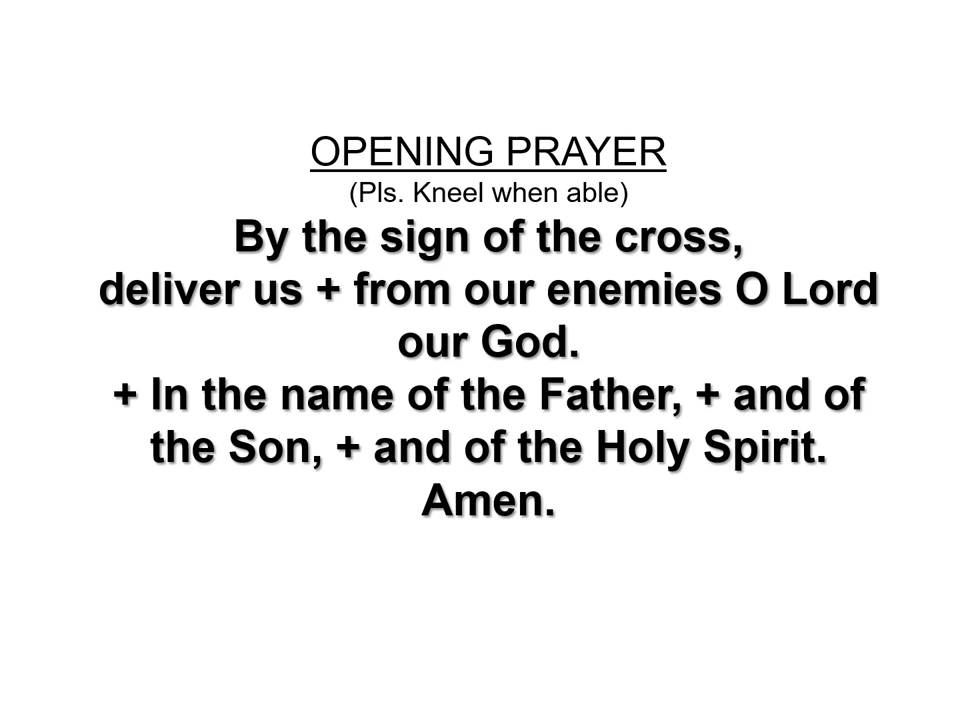 OPENING PRAYER
(Pls. Kneel when able)
By the sign of the cross,
deliver us + from our enemies O Lord
our God.
+ In the name of the Father, + and of
the Son, + and of the Holy Spirit.
Amen.